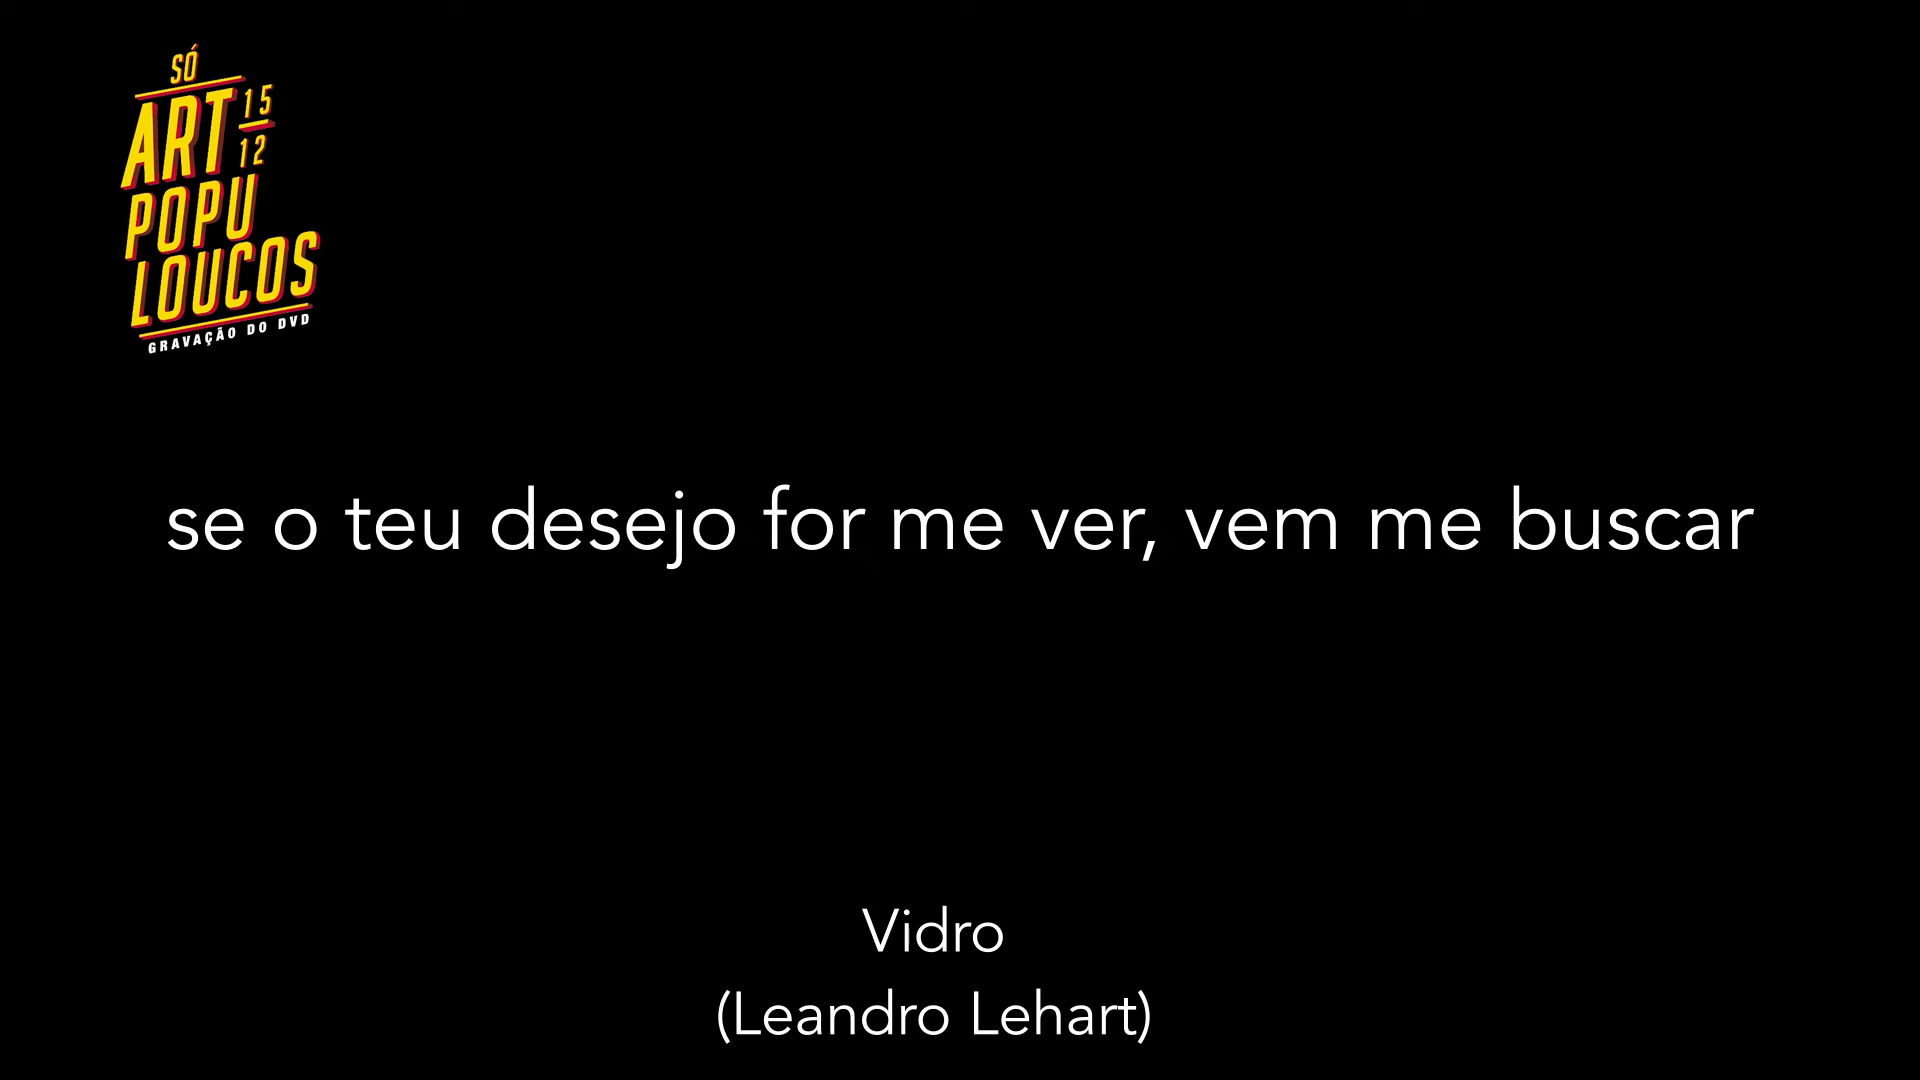 SÓ
ART 15
12
POPU
LOUCOS
GRAVAÇÃO DO DVD
se o teu desejo for me ver, vem me buscar
Vidro
(Leandro Lehart)